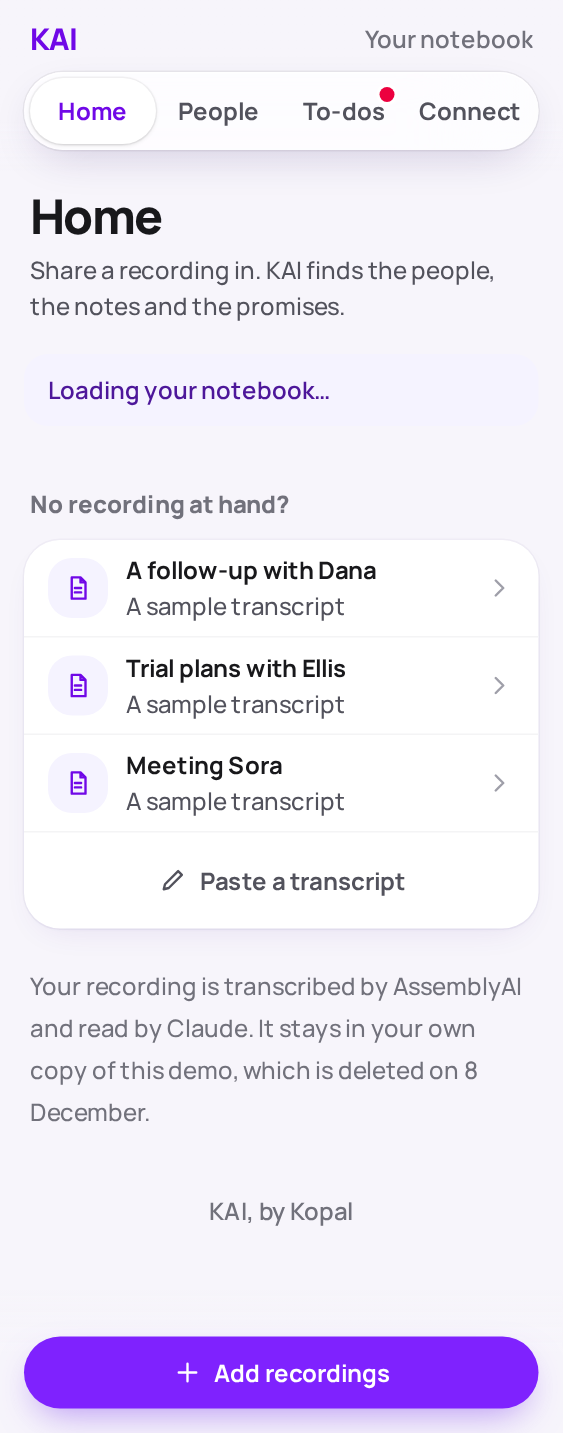 KAI
Your notebook
Home
People
To-dos
Connect
Home
Share a recording in. KAI finds the people,
the notes and the promises.
Loading your notebook…
No recording at hand?
A follow-up with Dana
A sample transcript
Trial plans with Ellis
A sample transcript
Meeting Sora
A sample transcript
Paste a transcript
Your recording is transcribed by AssemblyAI
and read by Claude. It stays in your own
copy of this demo, which is deleted on 8
December.
KAI, by Kopal
Add recordings